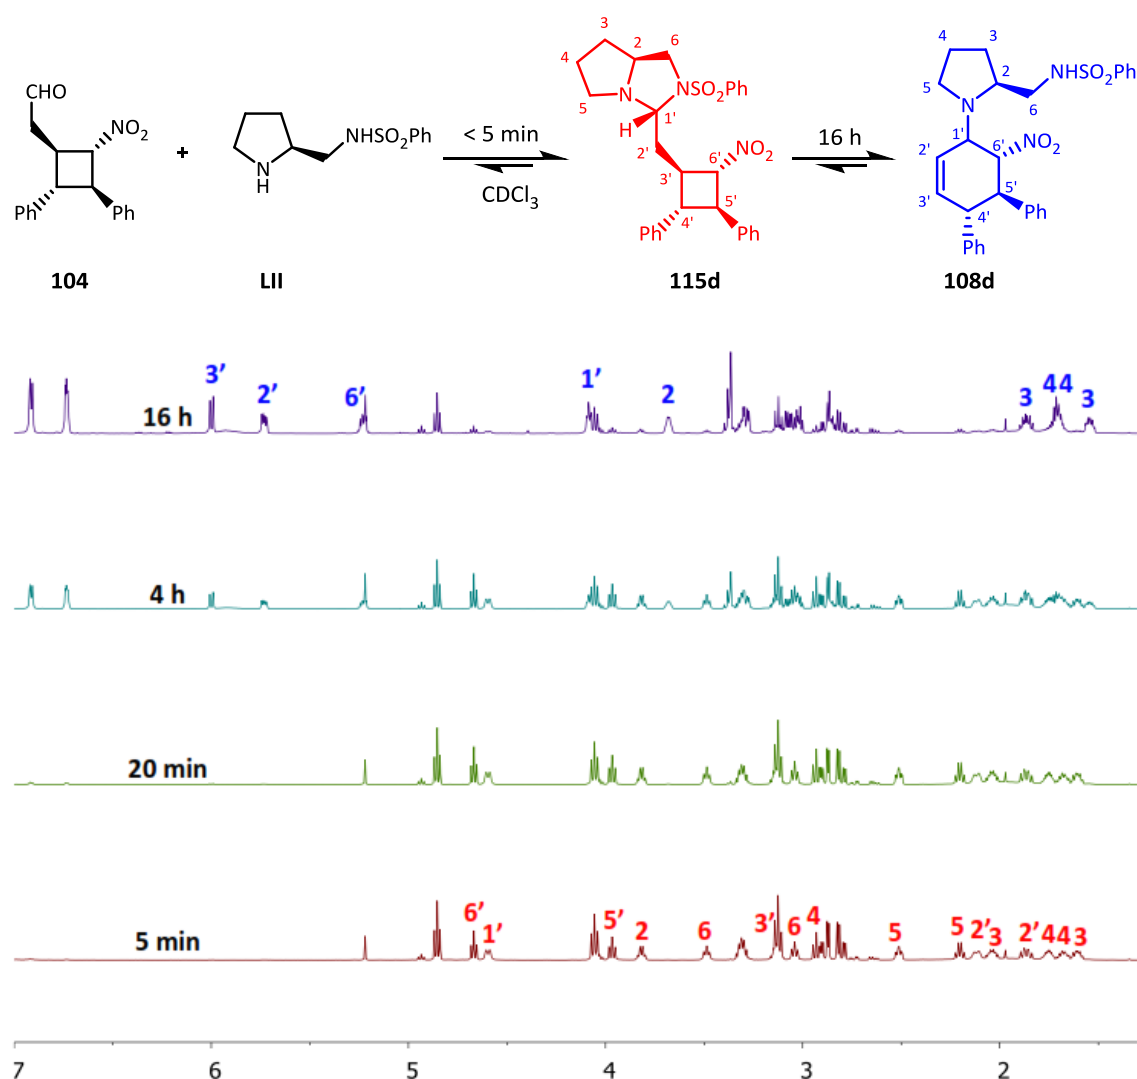 CHO
NO2
Ph
Ph
104
+
N
H
NHSO2Ph
LII
< 5 min
CDCl3
3
2
6
4
5
N
NSO2Ph
H
1'
2'
6'
NO2
3'
5'
4'
Ph
Ph
115d
16 h
4
3
5
2
NHSO2Ph
6
N
1'
2'
6'
NO2
3'
5'
4'
Ph
Ph
108d
16 h
3’ 2’ 6’ 1’ 2 3 4 4 3
4 h
20 min
5 min
6’ 1’ 5’ 2 6 3’ 6 4 5 5 2’ 3 2’ 4 4 3
7 6 5 4 3 2